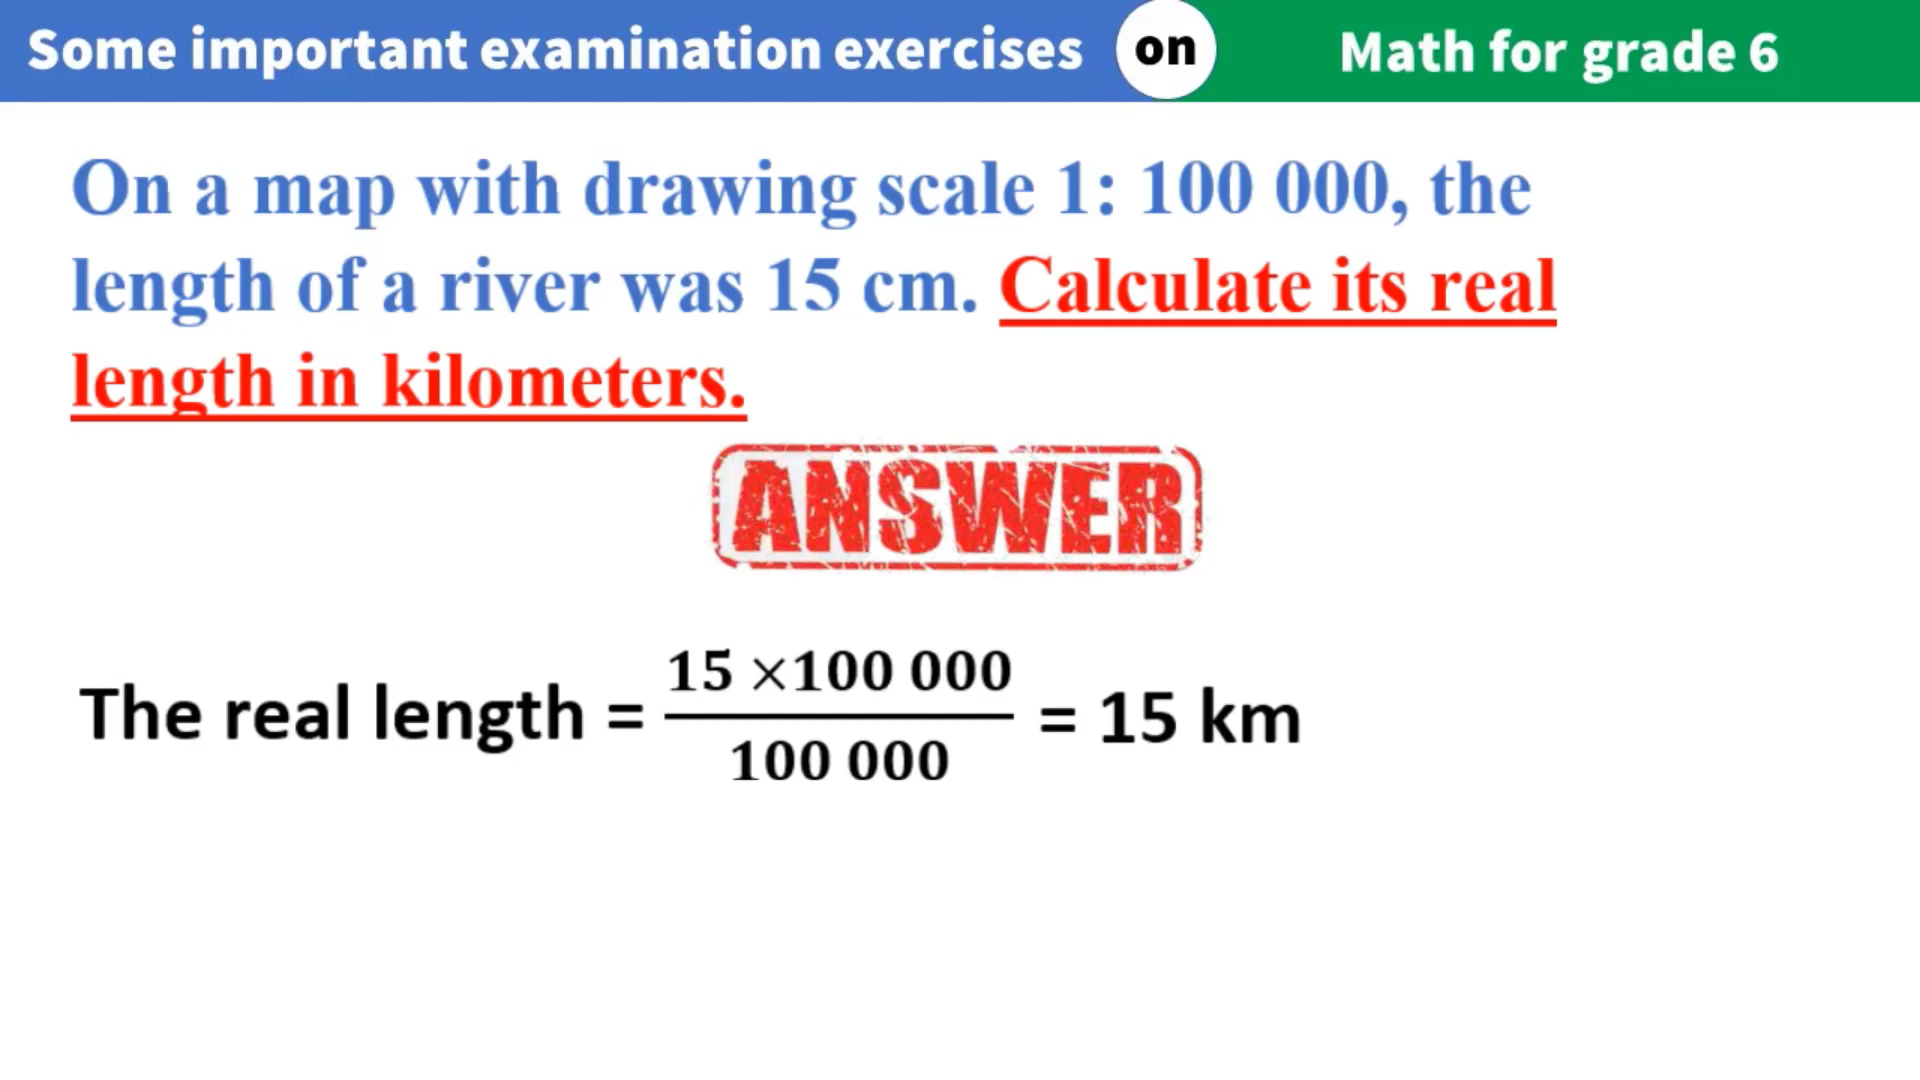 Some important examination exercises on Math for grade 6
On a map with drawing scale 1: 100 000, the
length of a river was 15 cm. Calculate its real
length in kilometers.
ANSWER
The real length = 15 ×100 000 / 100 000 = 15 km